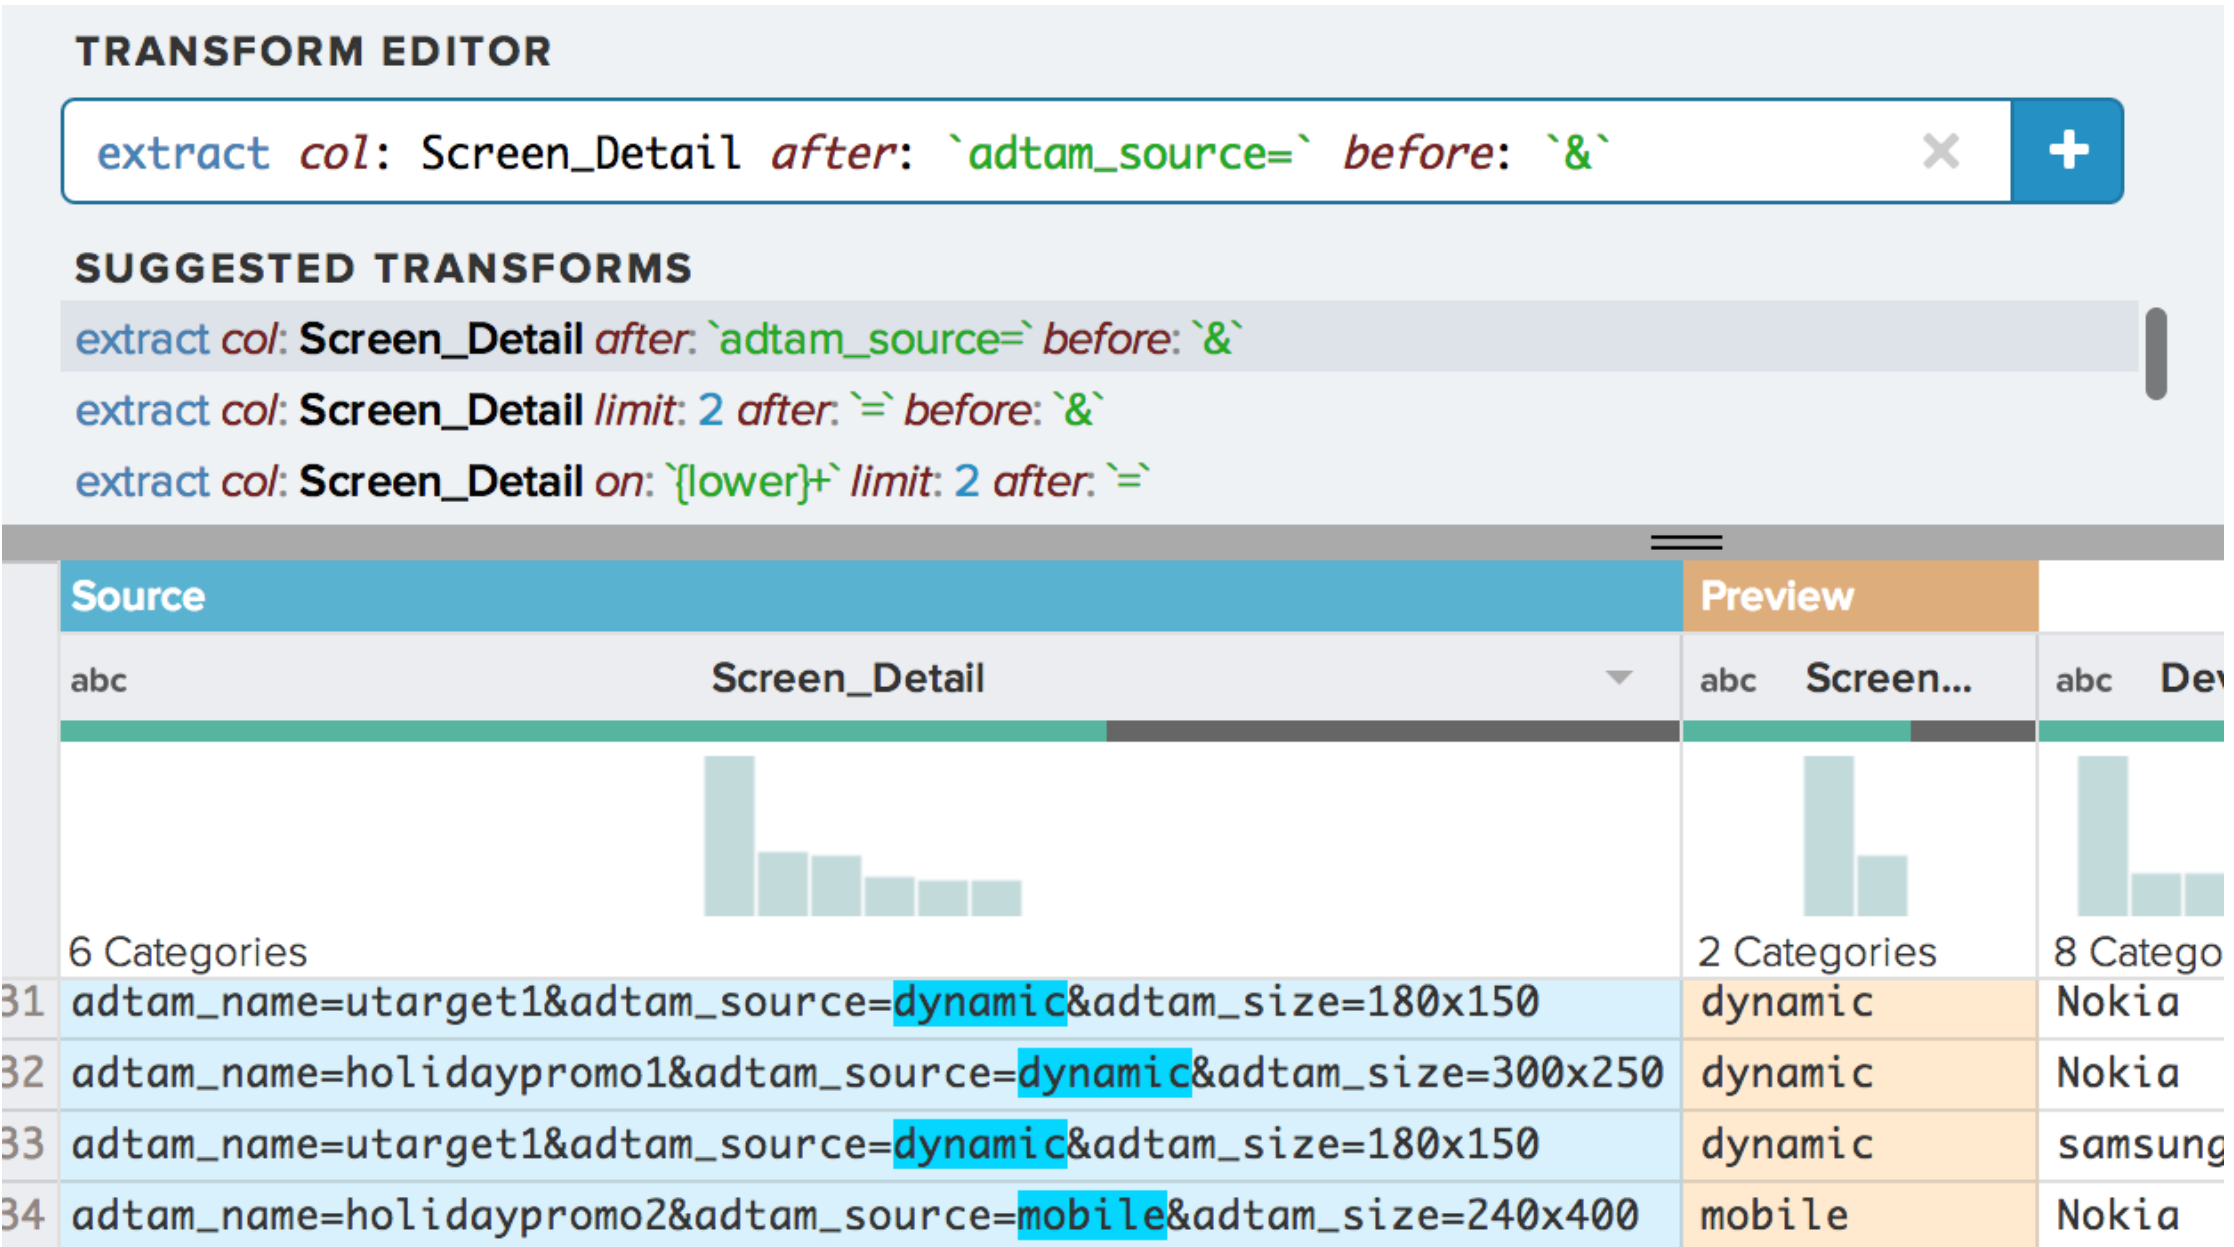 TRANSFORM EDITOR
extract col: Screen_Detail after: `adtam_source=` before: `&`
SUGGESTED TRANSFORMS
extract col: Screen_Detail after: `adtam_source=` before: `&`
extract col: Screen_Detail limit: 2 after: `=` before: `&`
extract col: Screen_Detail on: `{lower}+` limit: 2 after: `=`
Source Preview
abc Screen_Detail abc Screen... abc
6 Categories 2 Categories 8
31 adtam_name=utarget1&adtam_source=dynamic&adtam_size=180x150 dynamic Nokia
32 adtam_name=holidaypromo1&adtam_source=dynamic&adtam_size=300x250 dynamic Nokia
33 adtam_name=utarget1&adtam_source=dynamic&adtam_size=180x150 dynamic samsung
34 adtam_name=holidaypromo2&adtam_source=mobile&adtam_size=240x400 mobile Nokia